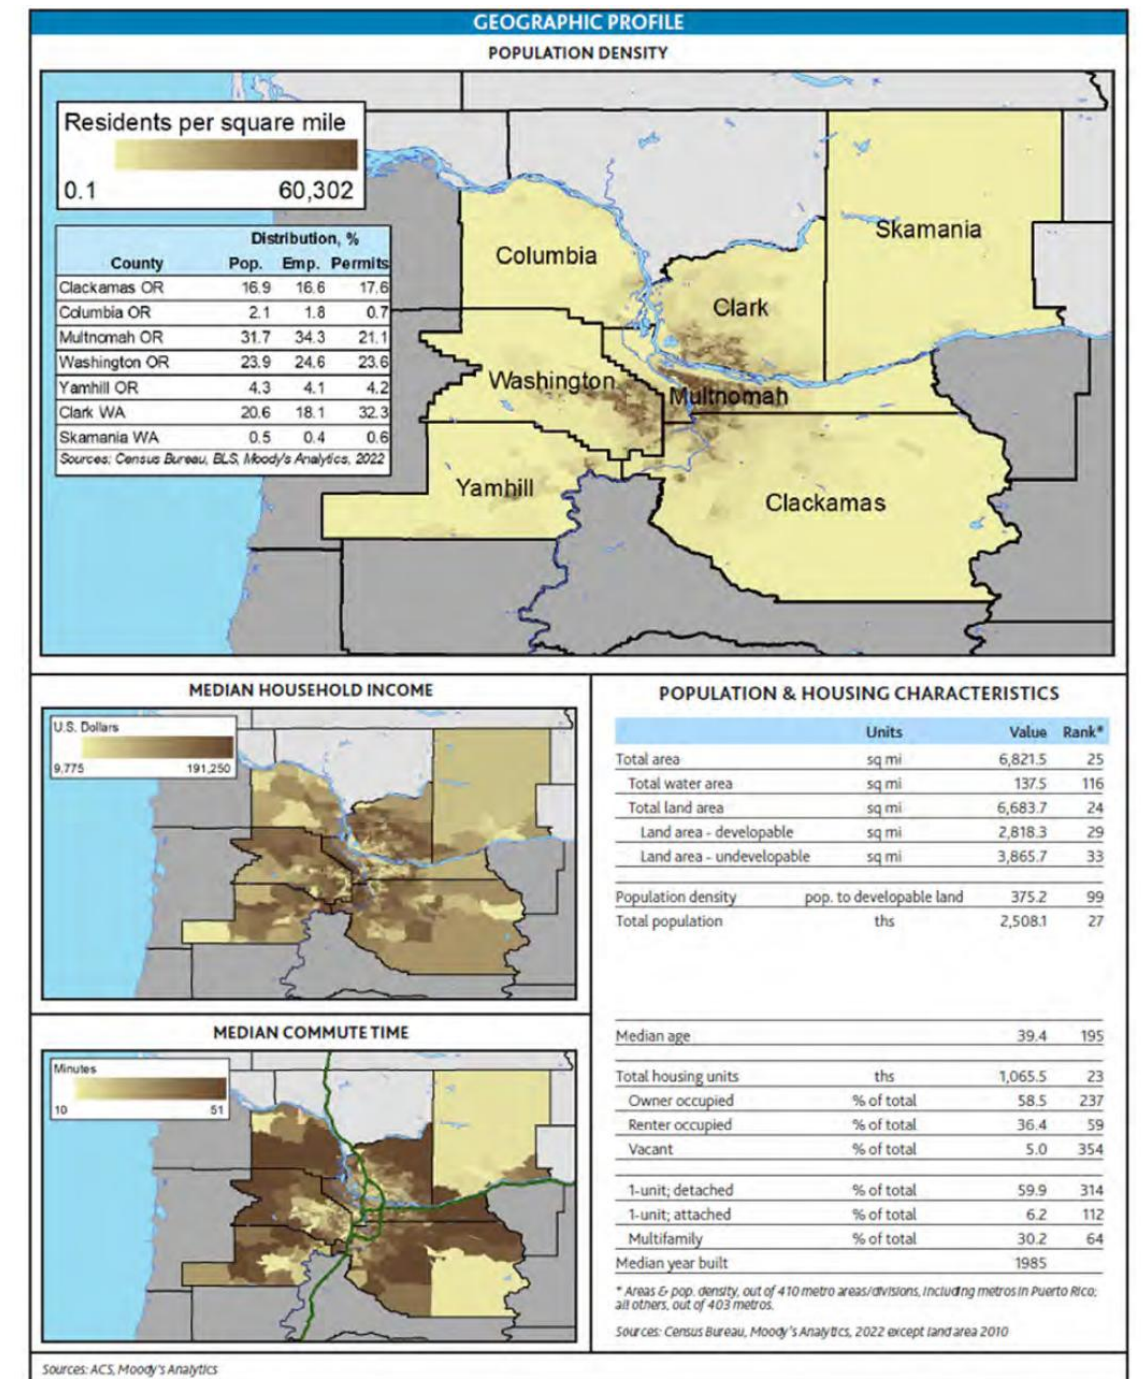 GEOGRAPHIC PROFILE
POPULATION DENSITY
Residents per square mile
0.1 60,302
Distribution, %
County Pop. Emp. Permits
Clackamas OR 16.9 16.6 17.6
Columbia OR 2.1 1.8 0.7
Multnomah OR 31.7 34.3 21.1
Washington OR 23.9 24.6 23.6
Yamhill OR 4.3 4.1 4.2
Clark WA 20.6 18.1 32.3
Skamania WA 0.5 0.4 0.6
Sources: Census Bureau, BLS, Moody's Analytics, 2022
Skamania
Columbia
Clark
Washington
Multnomah
Yamhill
Clackamas
MEDIAN HOUSEHOLD INCOME
U.S. Dollars
9,775 191,250
MEDIAN COMMUTE TIME
Minutes
10 51
POPULATION & HOUSING CHARACTERISTICS
Units Value Rank*
Total area sq mi 6,821.5 25
Total water area sq mi 137.5 116
Total land area sq mi 6,683.7 24
Land area - developable sq mi 2,818.3 29
Land area - undevelopable sq mi 3,865.7 33
Population density pop. to developable land 375.2 99
Total population ths 2,508.1 27
Median age 39.4 195
Total housing units ths 1,065.5 23
Owner occupied % of total 58.5 237
Renter occupied % of total 36.4 59
Vacant % of total 5.0 354
1-unit; detached % of total 59.9 314
1-unit; attached % of total 6.2 112
Multifamily % of total 30.2 64
Median year built 1985
* Areas & pop. density, out of 410 metro areas/divisions, including metros in Puerto Rico;
all others, out of 403 metros.
Sources: Census Bureau, Moody's Analytics, 2022 except land area 2010
Sources: ACS, Moody's Analytics